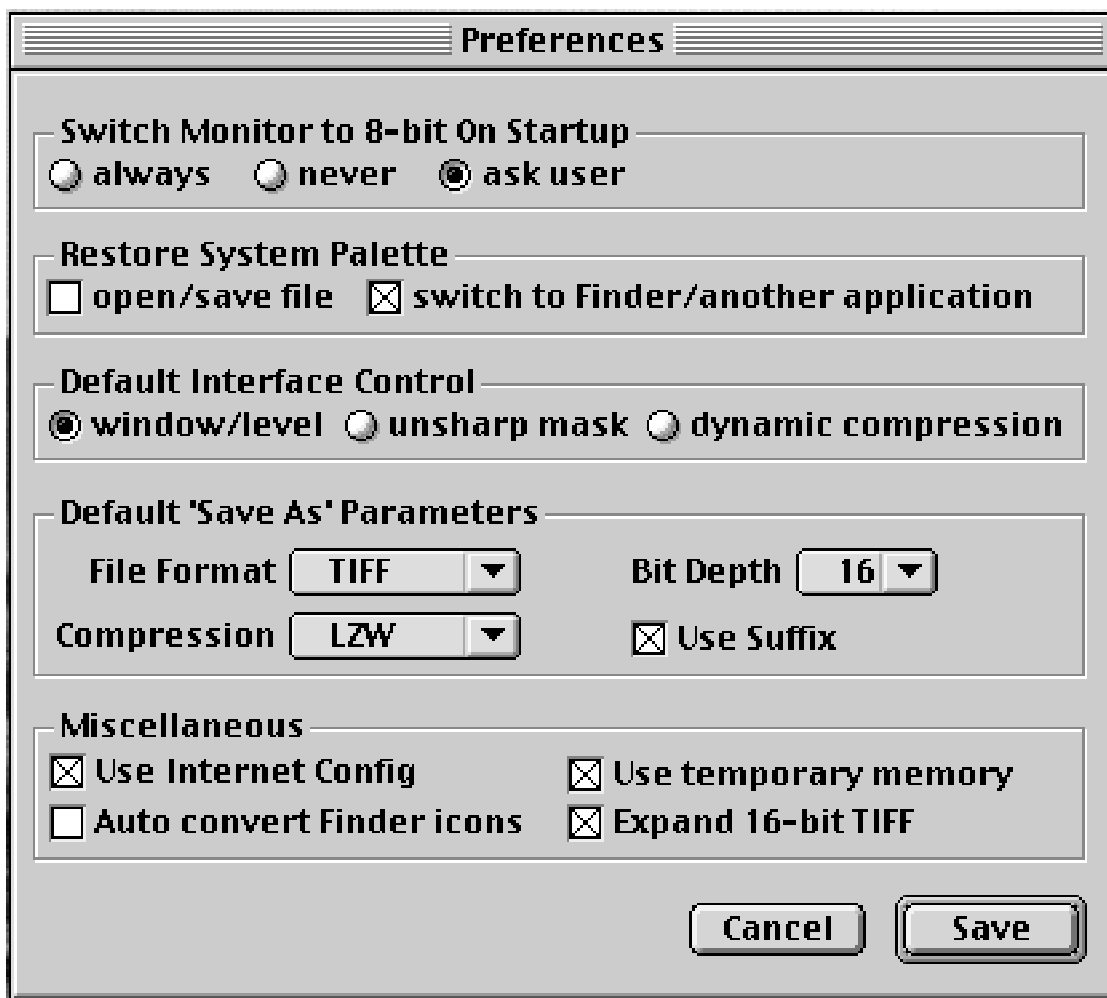 Preferences
Switch Monitor to 8-bit On Startup
always never ask user
Restore System Palette
open/save file switch to Finder/another application
Default Interface Control
window/level unsharp mask dynamic compression
Default 'Save As' Parameters
File Format TIFF Bit Depth 16
Compression LZW Use Suffix
Miscellaneous
Use Internet Config Use temporary memory
Auto convert Finder icons Expand 16-bit TIFF
Cancel Save